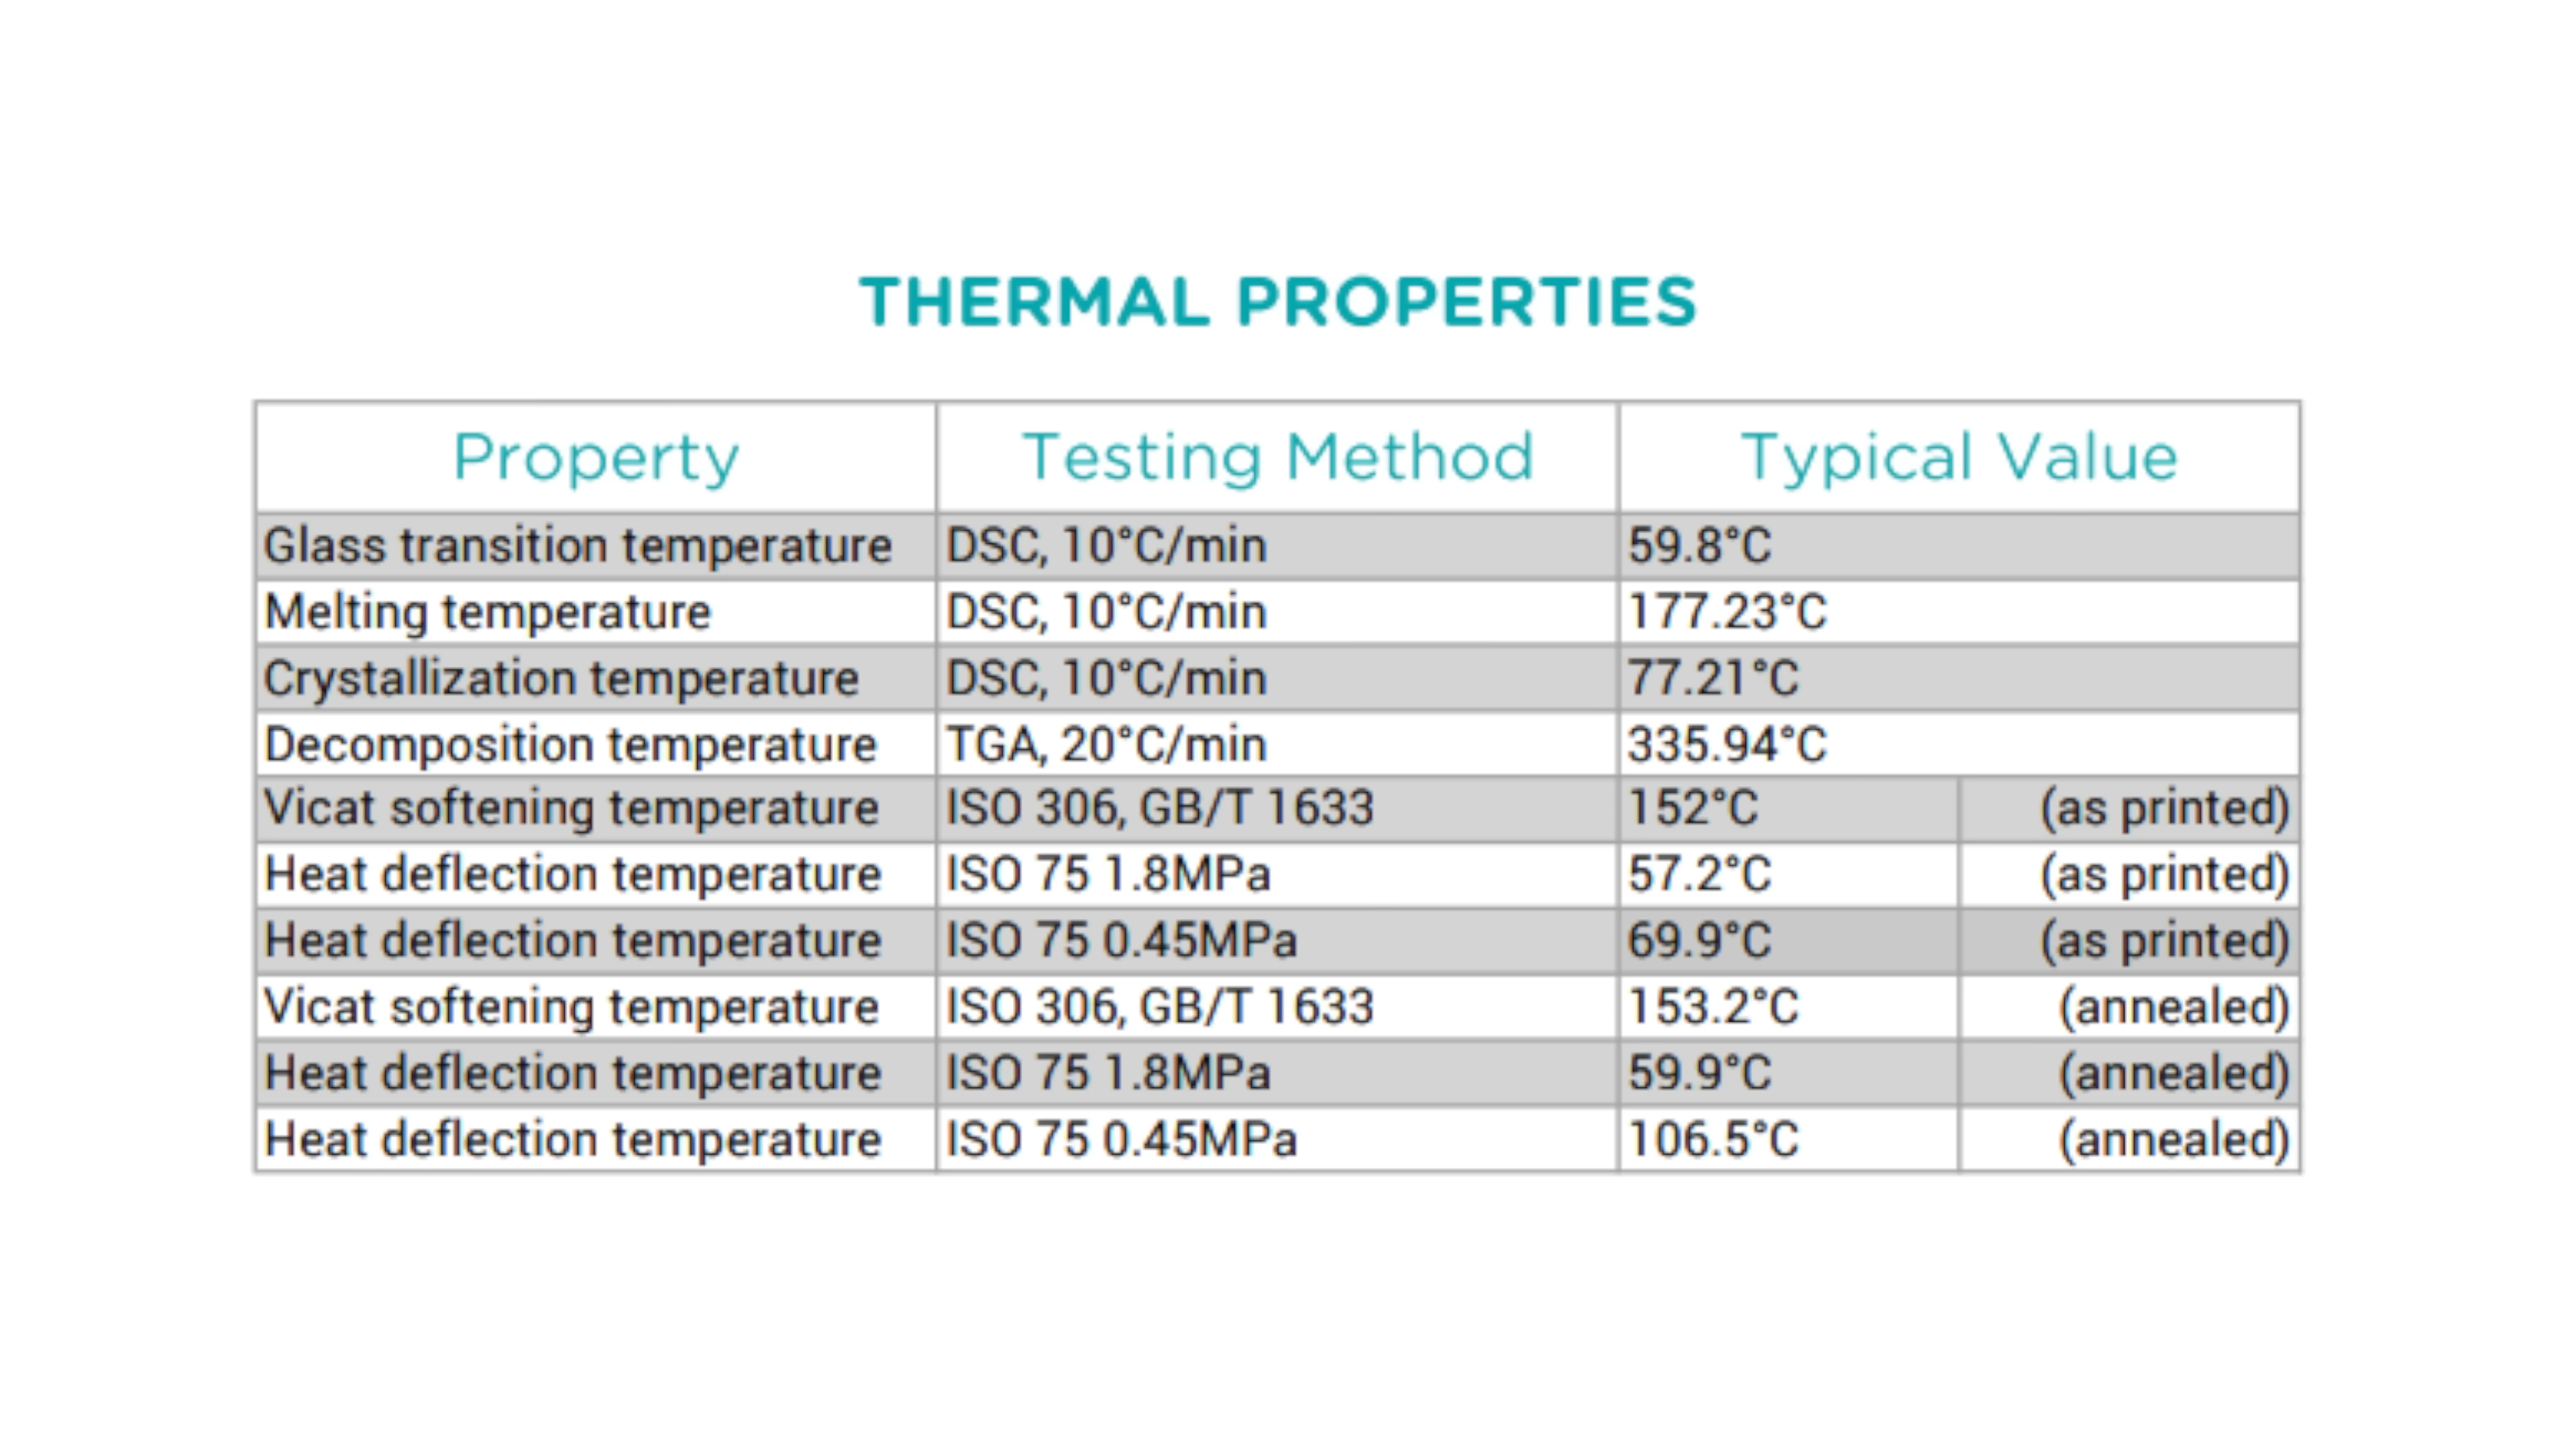 THERMAL PROPERTIES
Property Testing Method Typical Value
Glass transition temperature DSC, 10°C/min 59.8°C
Melting temperature DSC, 10°C/min 177.23°C
Crystallization temperature DSC, 10°C/min 77.21°C
Decomposition temperature TGA, 20°C/min 335.94°C
Vicat softening temperature ISO 306, GB/T 1633 152°C (as printed)
Heat deflection temperature ISO 75 1.8MPa 57.2°C (as printed)
Heat deflection temperature ISO 75 0.45MPa 69.9°C (as printed)
Vicat softening temperature ISO 306, GB/T 1633 153.2°C (annealed)
Heat deflection temperature ISO 75 1.8MPa 59.9°C (annealed)
Heat deflection temperature ISO 75 0.45MPa 106.5°C (annealed)